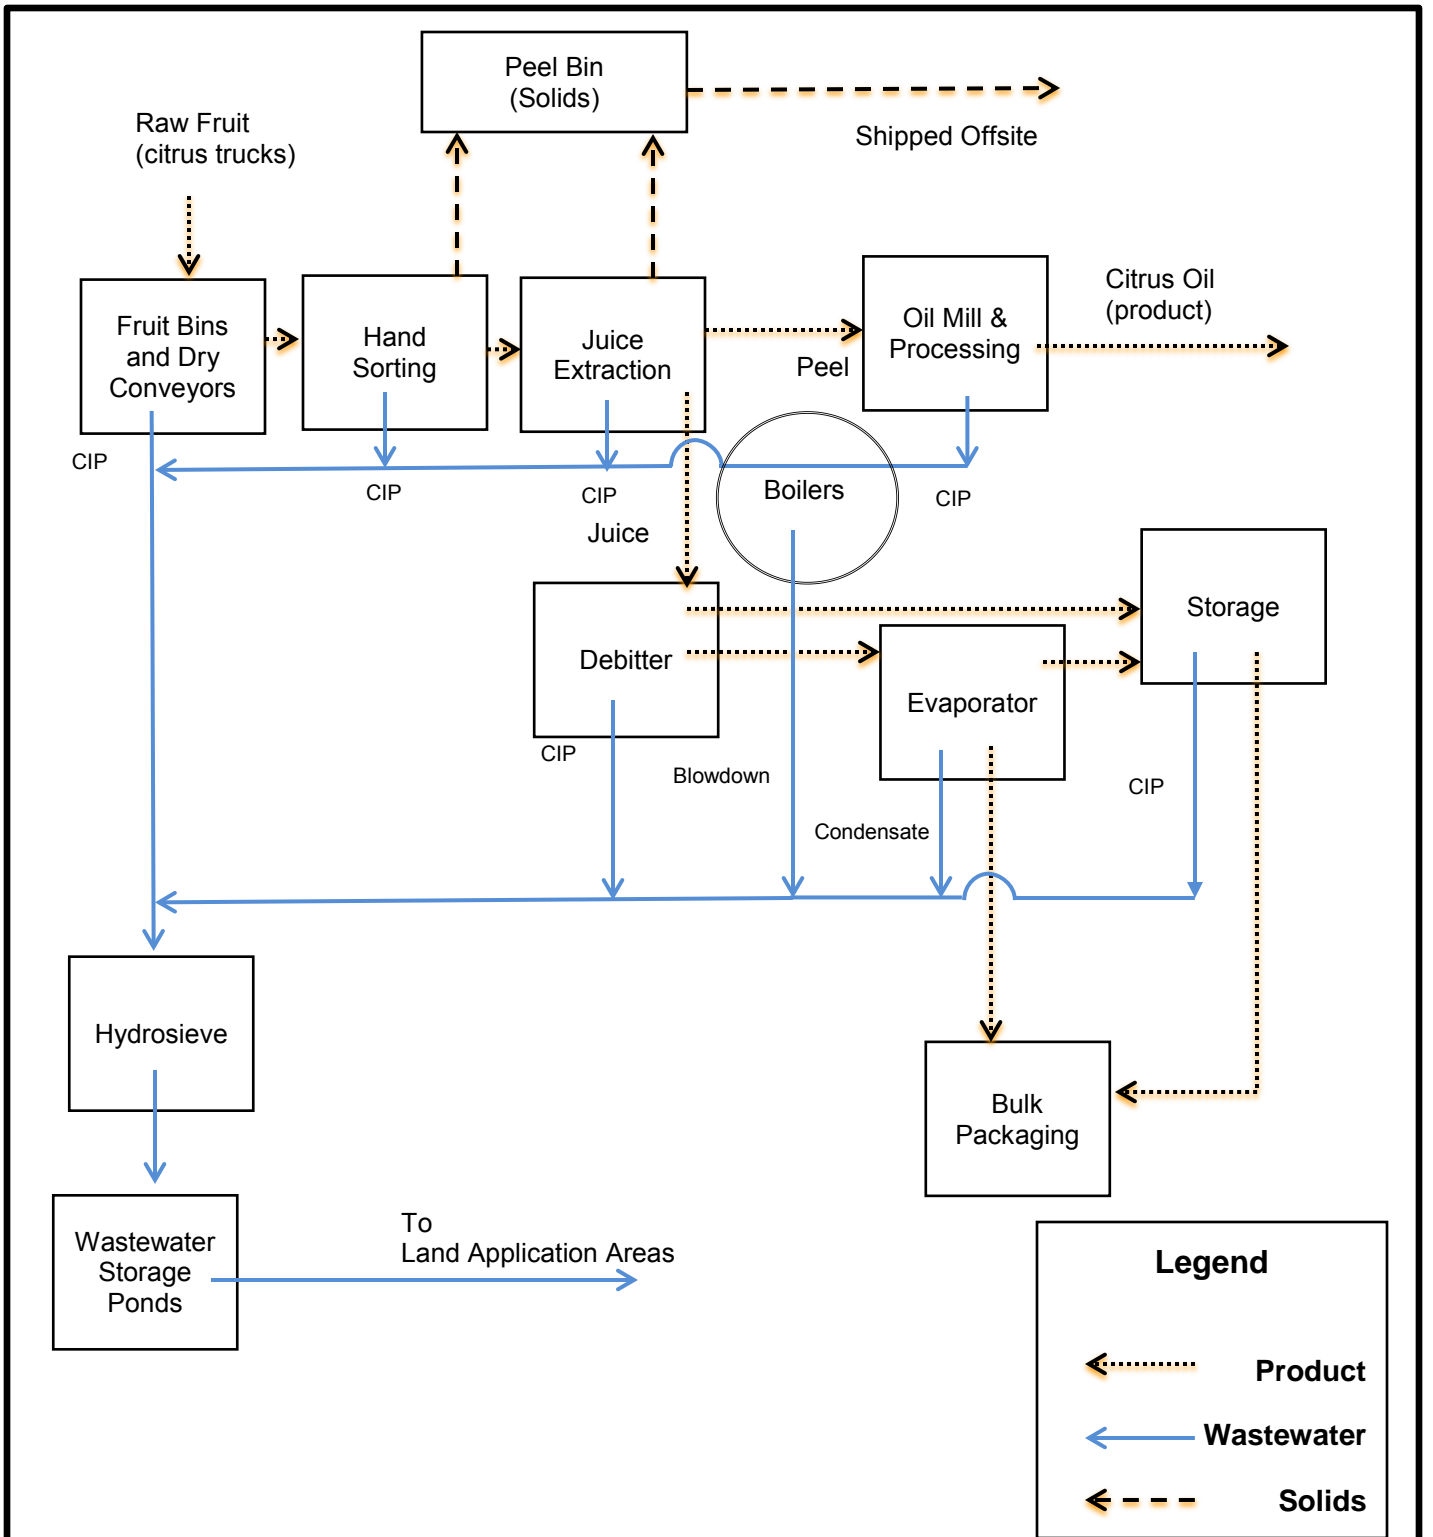 Peel Bin
(Solids)
Raw Fruit
(citrus trucks)
Shipped Offsite
Fruit Bins
and Dry
Conveyors
Hand
Sorting
Juice
Extraction
Peel
Oil Mill &
Processing
Citrus Oil
(product)
CIP
CIP
CIP
Boilers
CIP
Juice
Debitter
Storage
Evaporator
CIP
Blowdown
Condensate
CIP
Hydrosieve
Bulk
Packaging
Wastewater
Storage
Ponds
To
Land Application Areas
Legend
Product
Wastewater
Solids